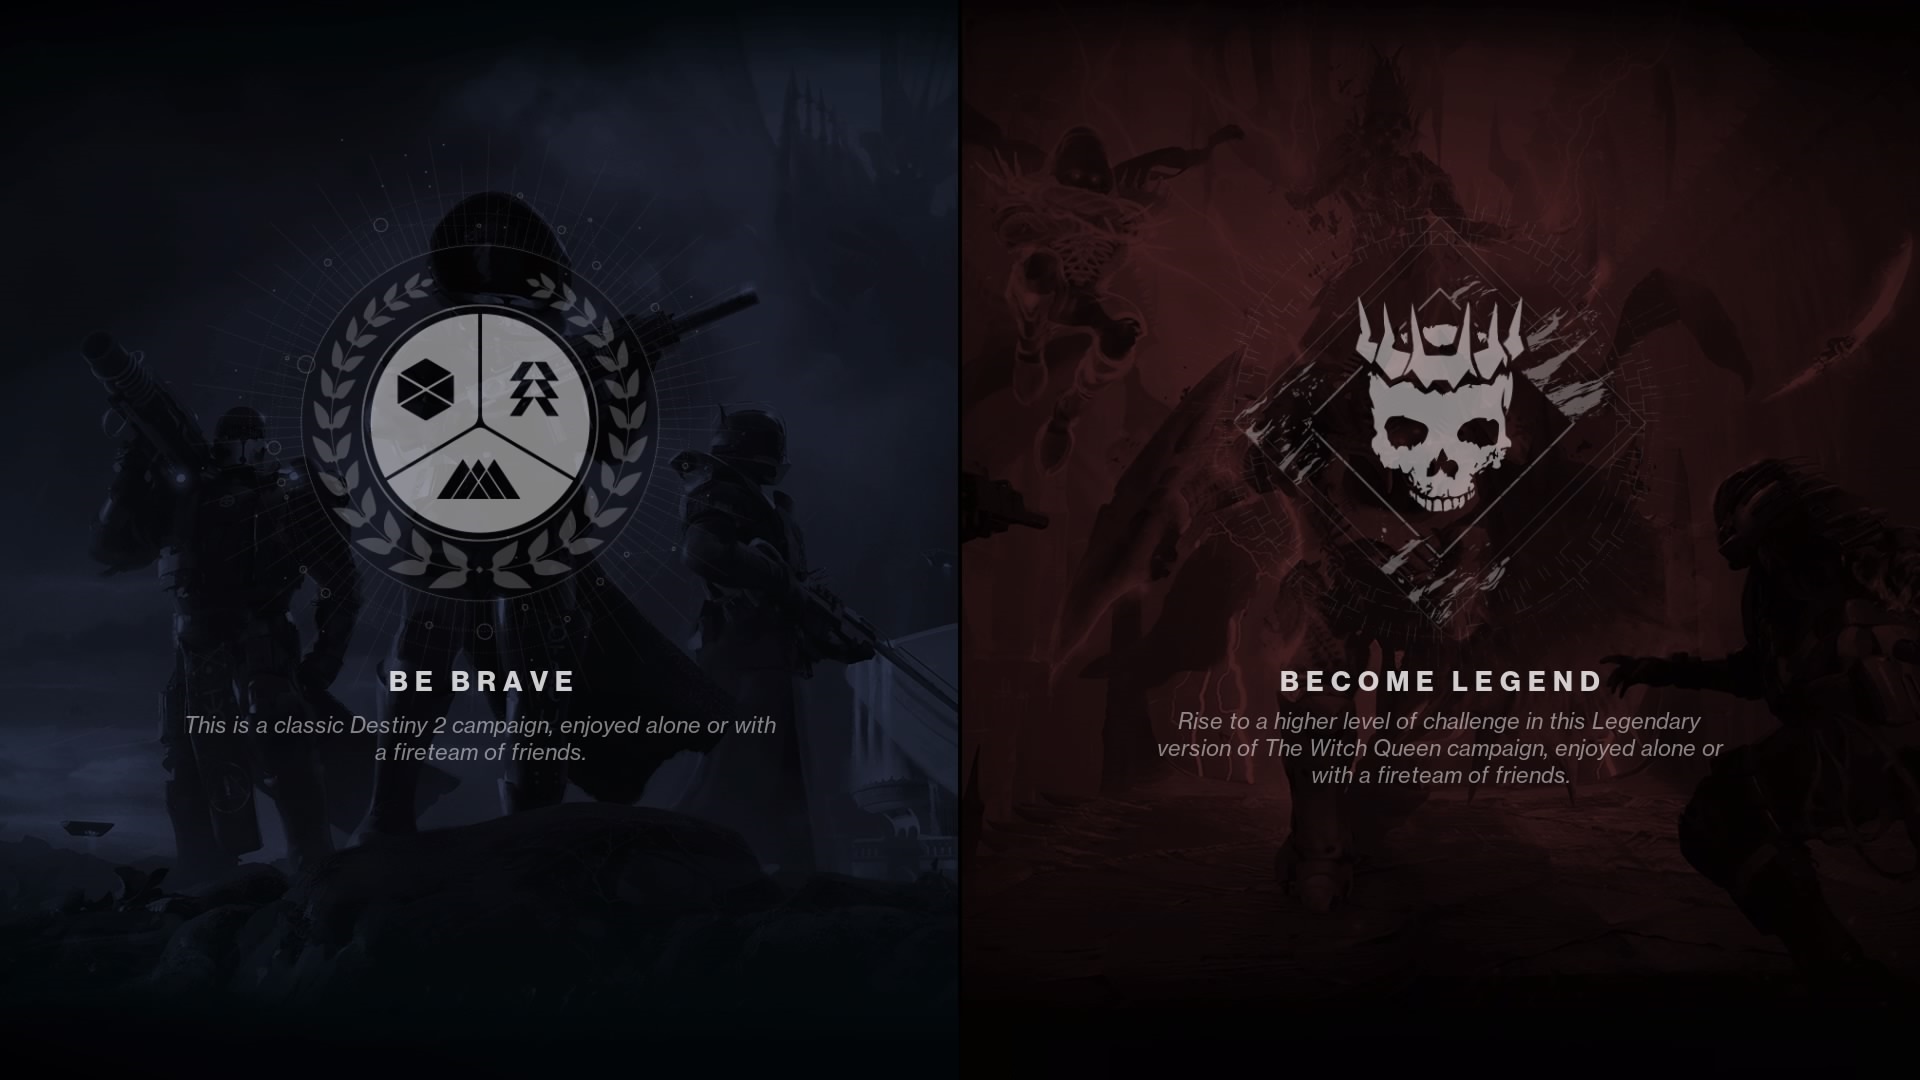 BE BRAVE
This is a classic Destiny 2 campaign, enjoyed alone or with
a fireteam of friends.
BECOME LEGEND
Rise to a higher level of challenge in this Legendary
version of The Witch Queen campaign, enjoyed alone or
with a fireteam of friends.